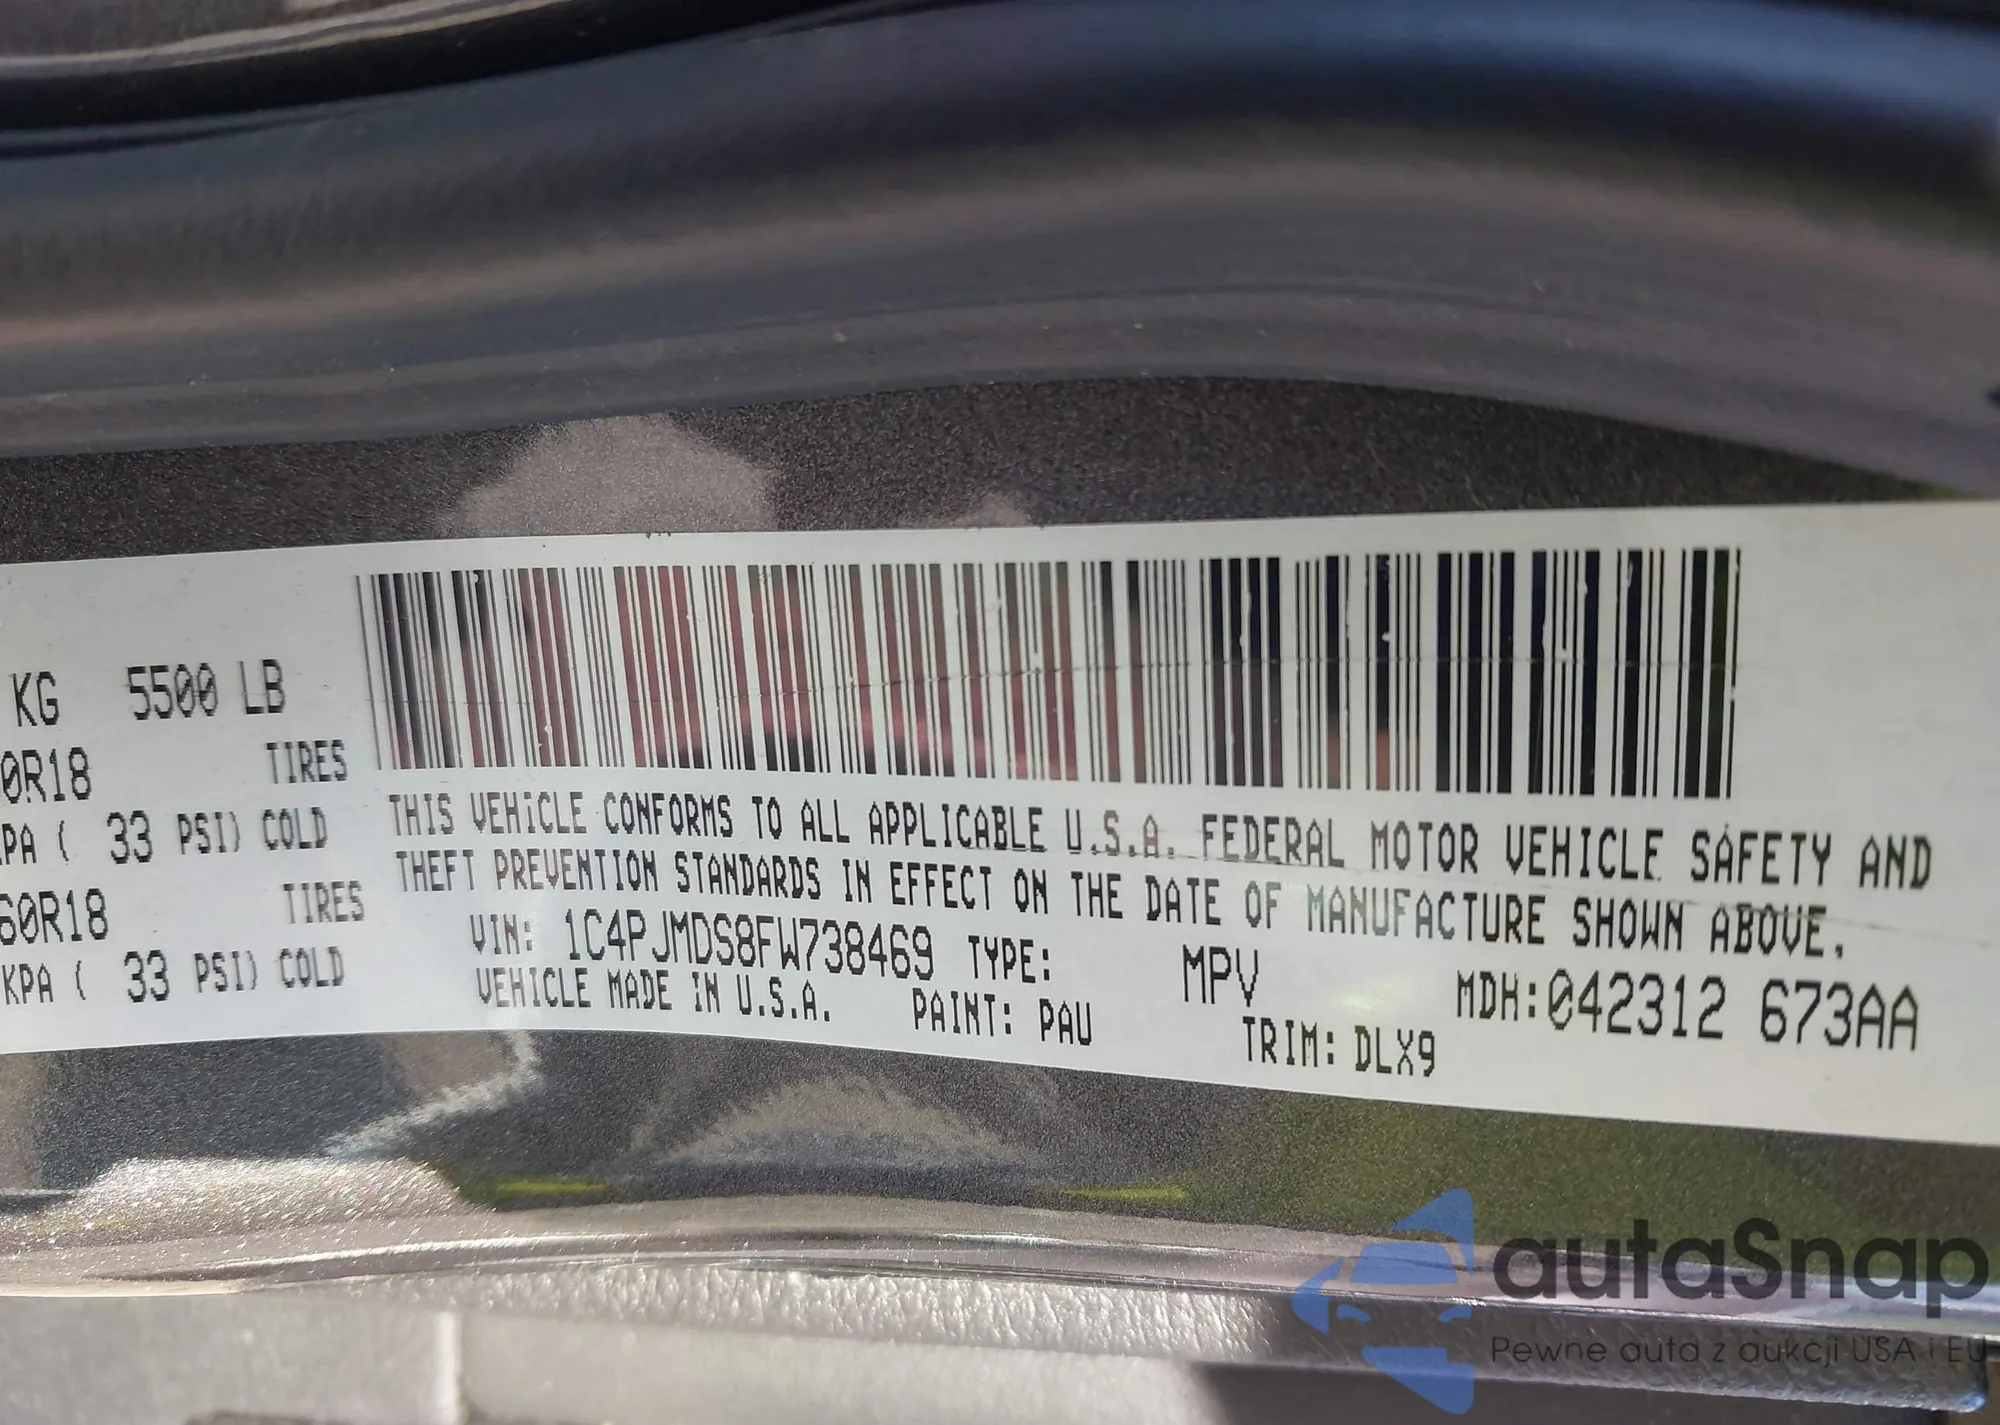 KG 5500 LB
0R18 TIRES
KPA ( 33 PSI) COLD
60R18 TIRES
KPA ( 33 PSI) COLD
THIS VEHICLE CONFORMS TO ALL APPLICABLE U.S.A. FEDERAL MOTOR VEHICLE SAFETY AND
THEFT PREVENTION STANDARDS IN EFFECT ON THE DATE OF MANUFACTURE SHOWN ABOVE.
VIN: 1C4PJMDS8FW738469 TYPE: MPV MDH:042312 673AA
VEHICLE MADE IN U.S.A. PAINT: PAU TRIM: DLX9
autaSnap
Pewne auta z aukcji USA i EU